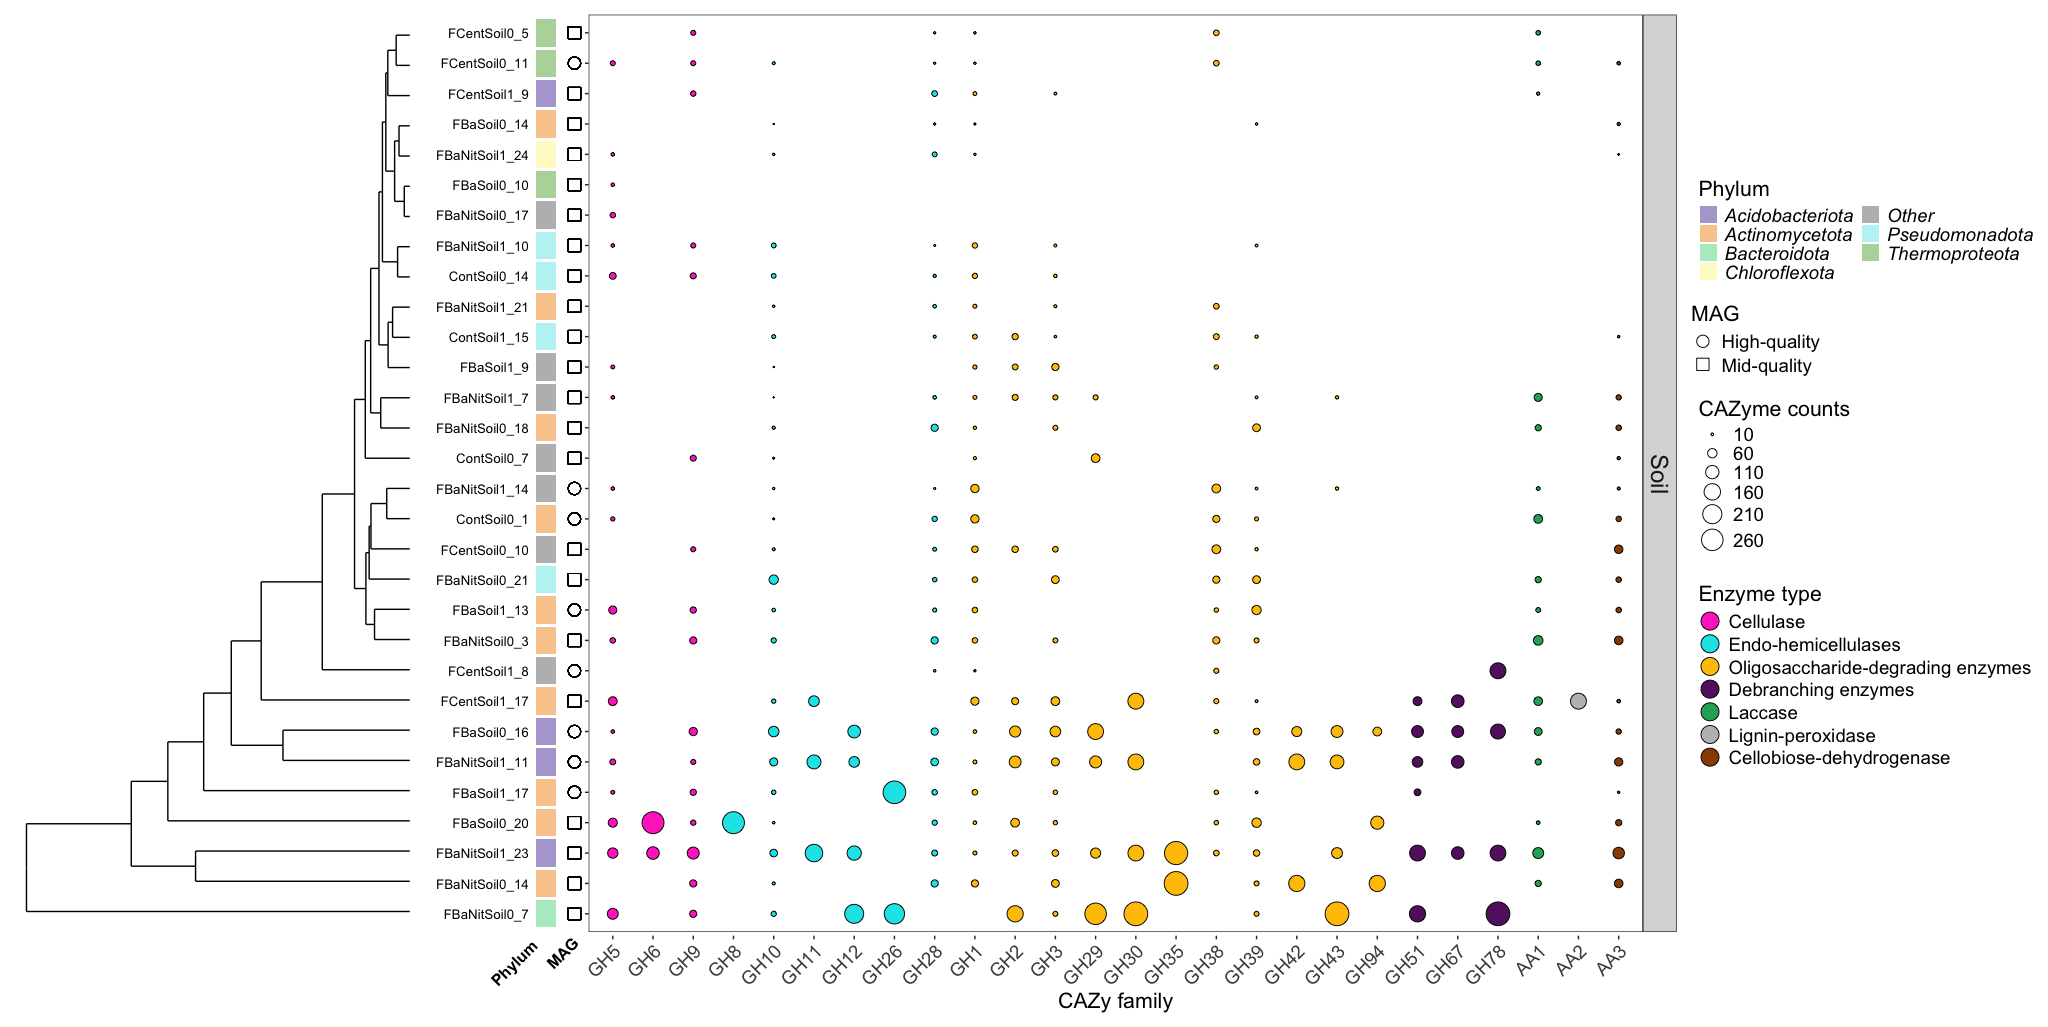 FCentSoil0_5
FCentSoil0_11
FCentSoil1_9
FBaSoil0_14
FBaNitSoil1_24
FBaSoil0_10
FBaNitSoil0_17
FBaNitSoil1_10
ContSoil0_14
FBaNitSoil1_21
ContSoil1_15
FBaSoil1_9
FBaNitSoil1_7
FBaNitSoil0_18
ContSoil0_7
FBaNitSoil1_14
ContSoil0_1
FCentSoil0_10
FBaNitSoil0_21
FBaSoil1_13
FBaNitSoil0_3
FCentSoil1_8
FCentSoil1_17
FBaSoil0_16
FBaNitSoil1_11
FBaSoil1_17
FBaSoil0_20
FBaNitSoil1_23
FBaNitSoil0_14
FBaNitSoil0_7
Phylum MAG GH5 GH6 GH9 GH8 GH10 GH11 GH12 GH26 GH28 GH1 GH2 GH3 GH29 GH30 GH35 GH38 GH39 GH42 GH43 GH94 GH51 GH67 GH78 AA1 AA2 AA3
CAZy family
Soil
Phylum
Acidobacteriota Other
Actinomycetota Pseudomonadota
Bacteroidota Thermoproteota
Chloroflexota
MAG
High-quality
Mid-quality
CAZyme counts
10
60
110
160
210
260
Enzyme type
Cellulase
Endo-hemicellulases
Oligosaccharide-degrading enzymes
Debranching enzymes
Laccase
Lignin-peroxidase
Cellobiose-dehydrogenase